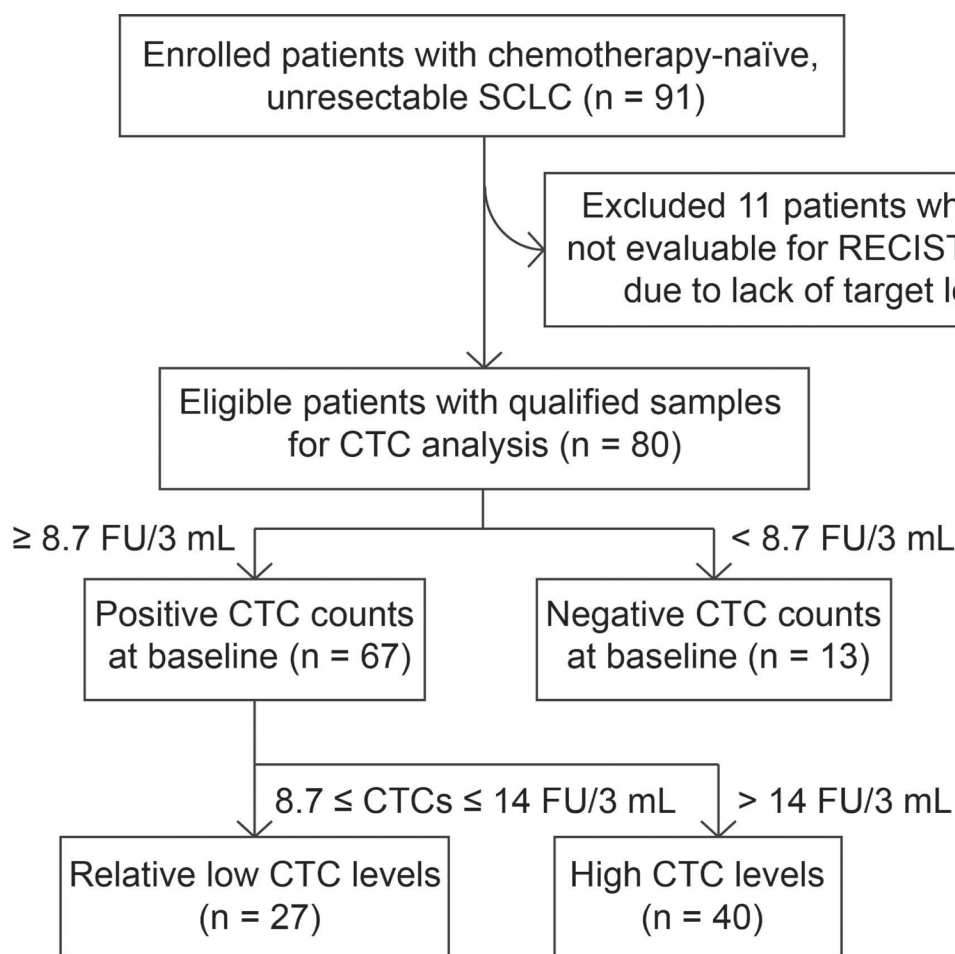 Enrolled patients with chemotherapy-naïve,
unresectable SCLC (n = 91)
Excluded 11 patients
not evaluable for RECIST
due to lack of target
Eligible patients with qualified samples
for CTC analysis (n = 80)
≥ 8.7 FU/3 mL
< 8.7 FU/3 mL
Positive CTC counts
at baseline (n = 67)
Negative CTC counts
at baseline (n = 13)
8.7 ≤ CTCs ≤ 14 FU/3 mL
> 14 FU/3 mL
Relative low CTC levels
(n = 27)
High CTC levels
(n = 40)